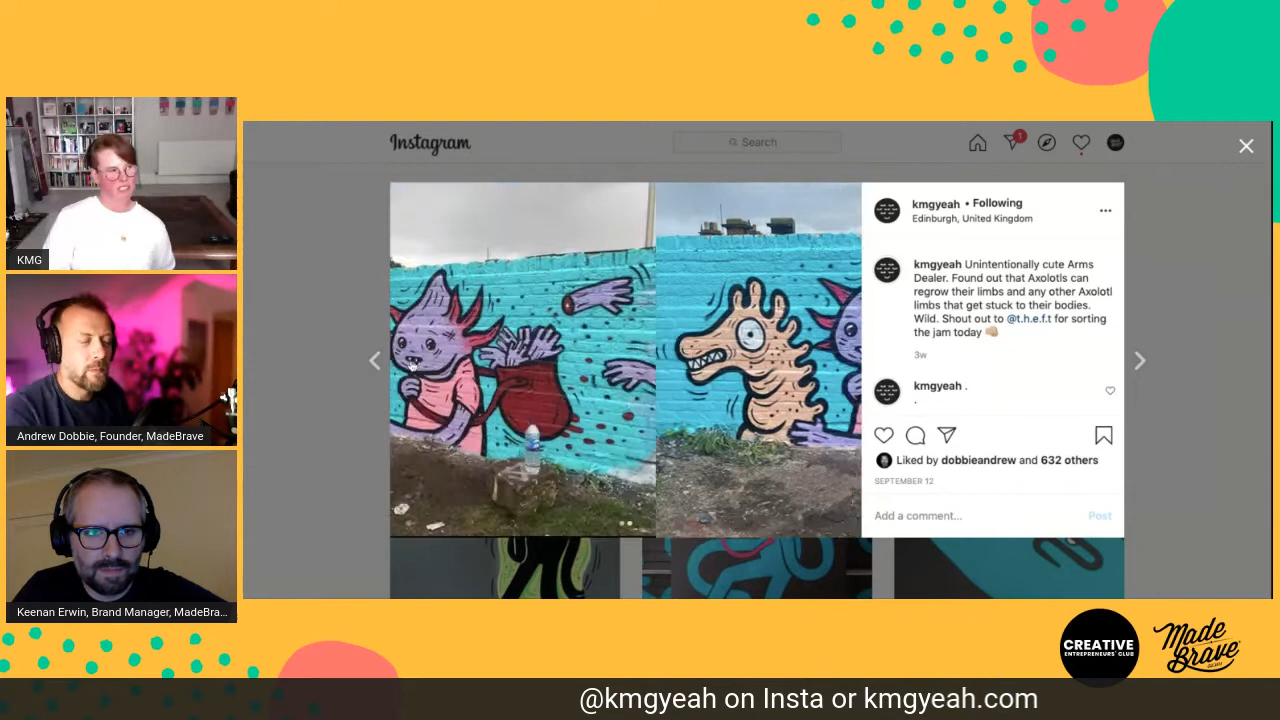 KMG
Andrew Dobbie, Founder, MadeBrave
Keenan Erwin, Brand Manager, MadeBra...
Instagram
Search
1
kmgyeah • Following
Edinburgh, United Kingdom
kmgyeah Unintentionally cute Arms
Dealer. Found out that Axolotls can
regrow their limbs and any other Axolotl
limbs that get stuck to their bodies.
Wild. Shout out to @t.h.e.f.t for sorting
the jam today
3w
kmgyeah .
.
Liked by dobbieandrew and 632 others
SEPTEMBER 12
Add a comment...
Post
CREATIVE
ENTREPRENEURS' CLUB
Made
Brave
@kmgyeah on Insta or kmgyeah.com